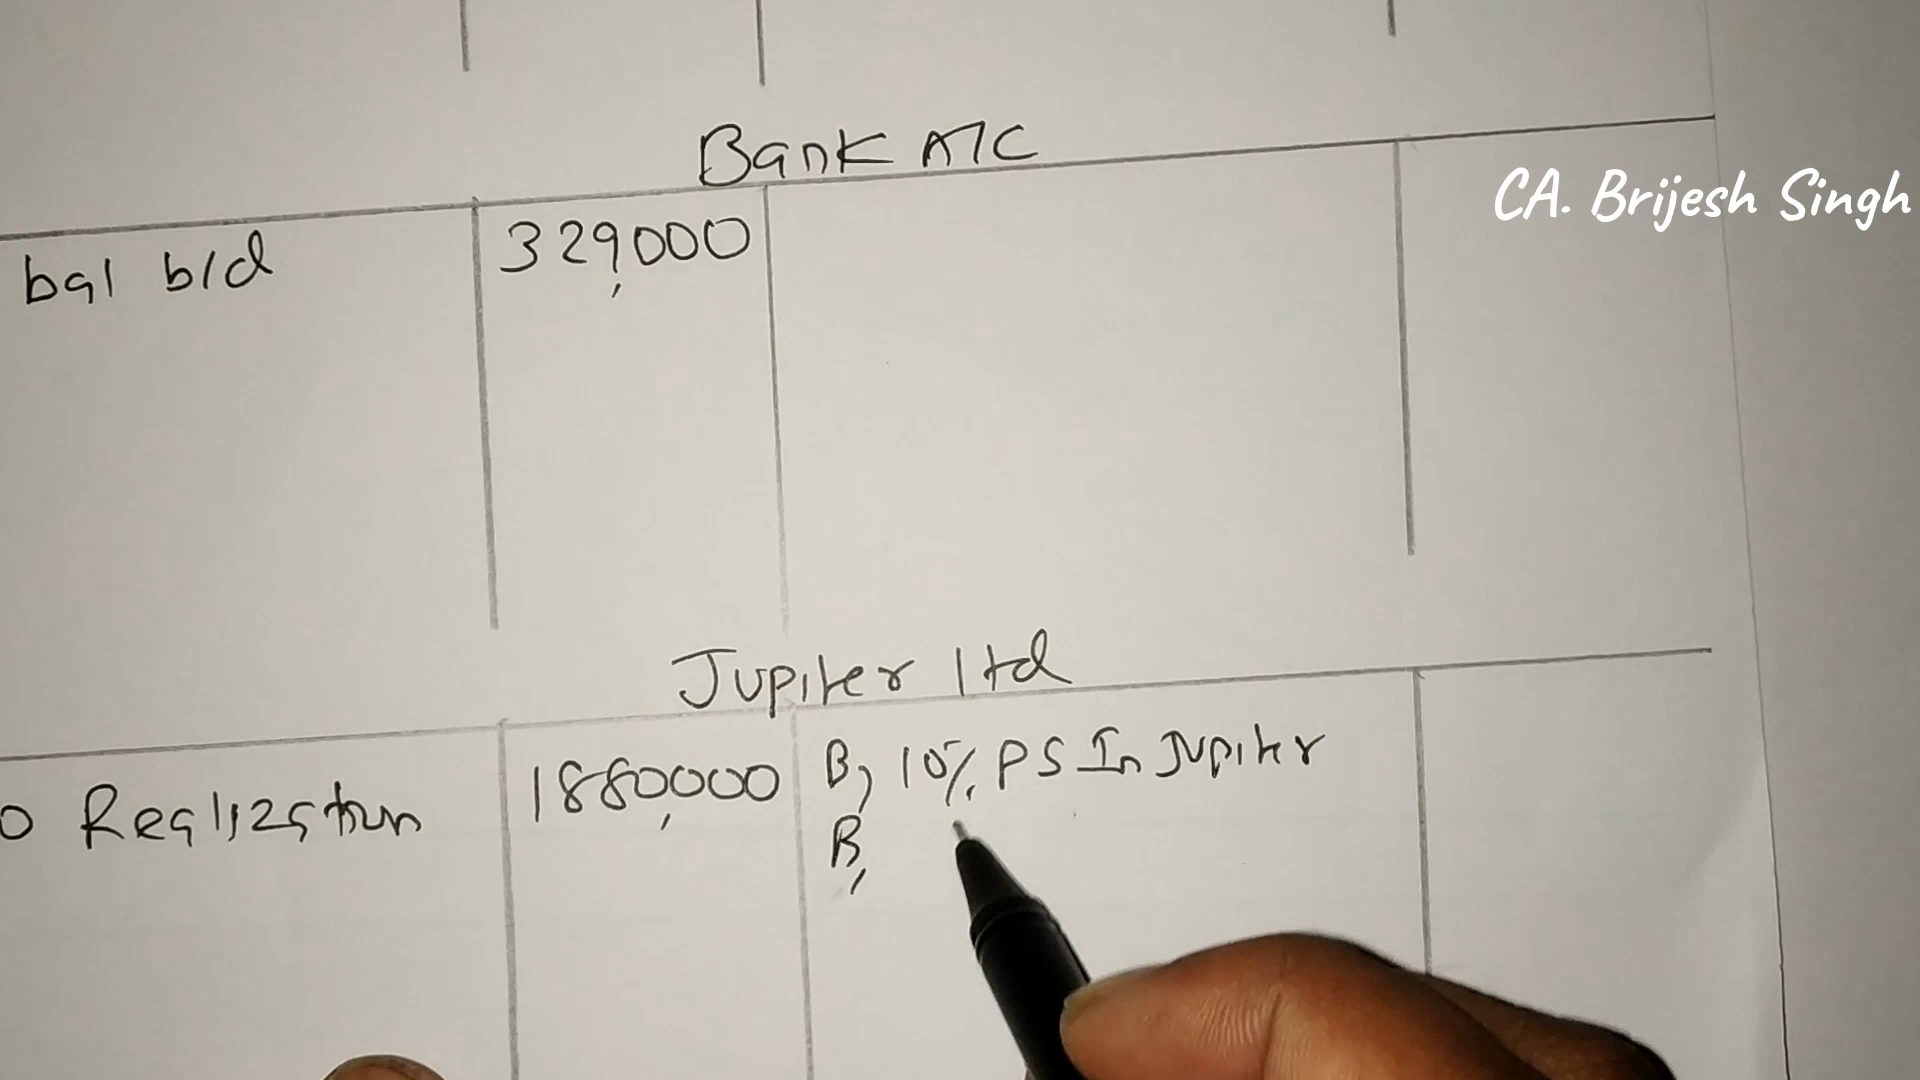 Bank A/C
CA. Brijesh Singh
bal b/d 329,000
Jupiter ltd
o Realization 1880,000 By 10% PS In Jupiter
By